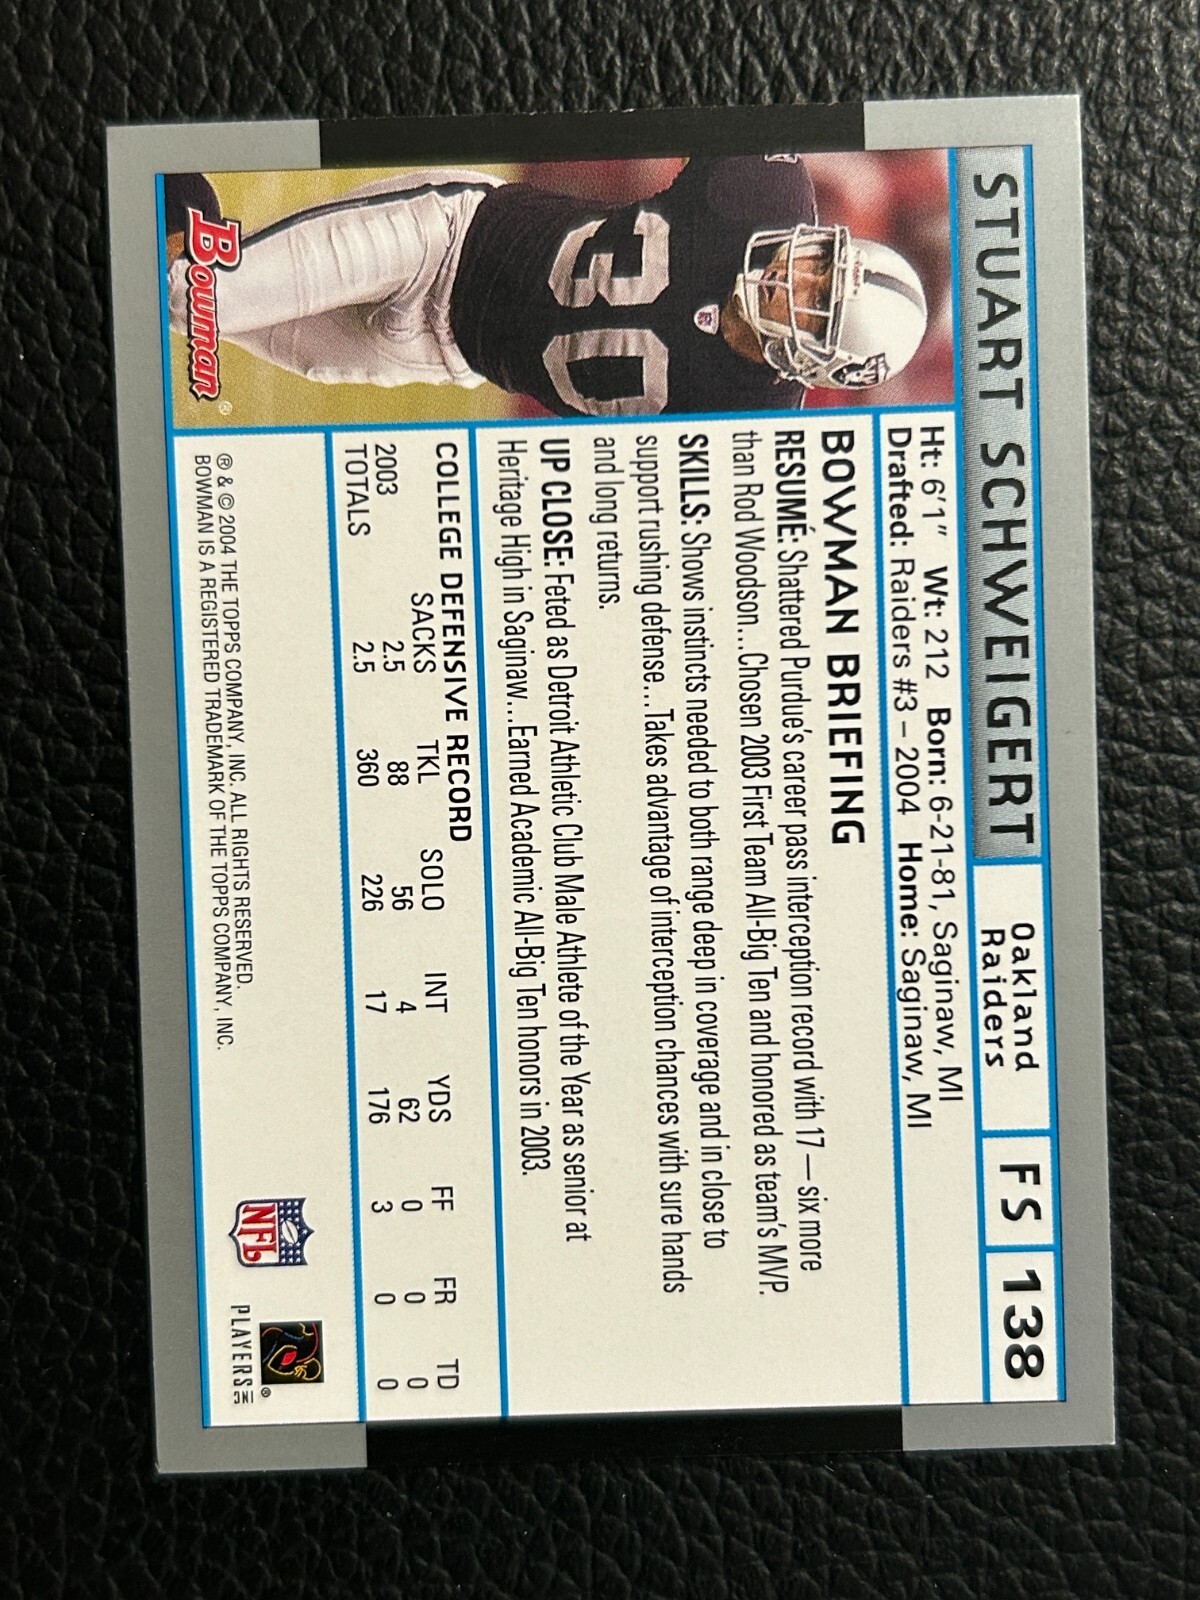 STUART SCHWEIGERT
Oakland
Raiders
FS
138
Ht: 6'1" Wt: 212 Born: 6-21-81, Saginaw, MI
Drafted: Raiders #3 – 2004 Home: Saginaw, MI
BOWMAN BRIEFING
RESUMÉ: Shattered Purdue's career pass interception record with 17 — six more
than Rod Woodson...Chosen 2003 First Team All-Big Ten and honored as team's MVP.
SKILLS: Shows instincts needed to both range deep in coverage and in close to
support rushing defense...Takes advantage of interception chances with sure hands
and long returns.
UP CLOSE: Feted as Detroit Athletic Club Male Athlete of the Year as senior at
Heritage High in Saginaw...Earned Academic All-Big Ten honors in 2003.
COLLEGE DEFENSIVE RECORD
SACKS TKL SOLO INT YDS FF FR TD
2003 2.5 88 56 4 62 0 0 0
TOTALS 2.5 360 226 17 176 3 0 0
® & © 2004 THE TOPPS COMPANY, INC. ALL RIGHTS RESERVED.
BOWMAN IS A REGISTERED TRADEMARK OF THE TOPPS COMPANY, INC.
30
Bowman®
NFL
®
PLAYERS INC